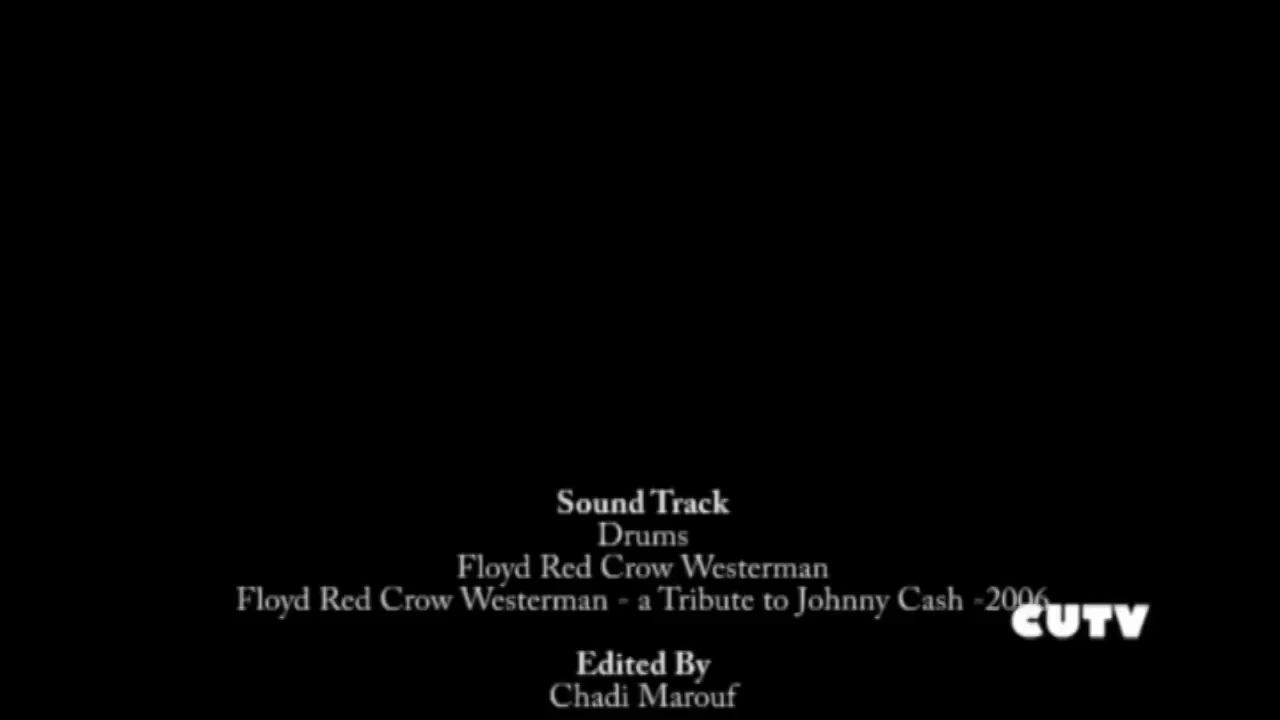 Sound Track
Drums
Floyd Red Crow Westerman
Floyd Red Crow Westerman - a Tribute to Johnny Cash -2006
CUTV
Edited By
Chadi Marouf